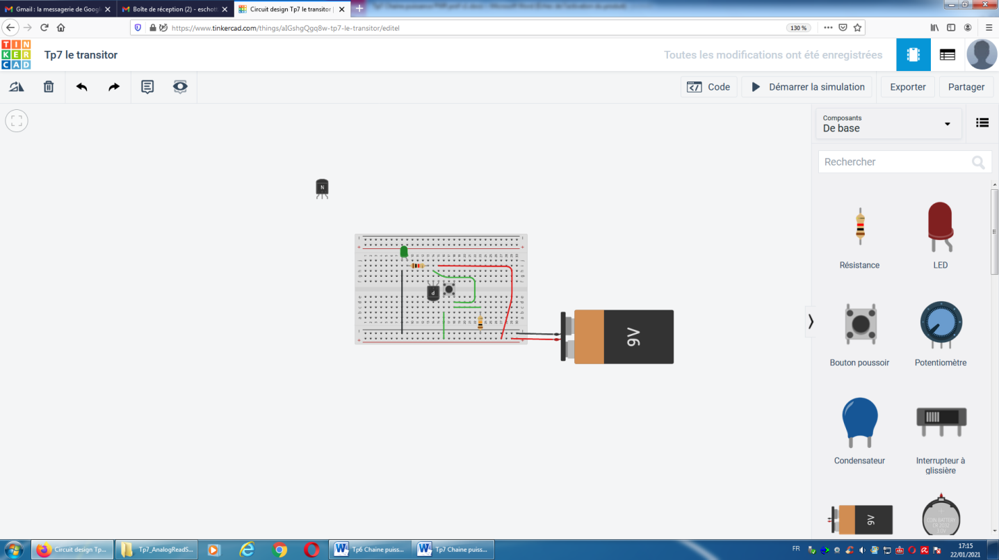 Gmail : la messagerie de Googl
Boîte de réception (2) - eschott
Circuit design Tp7 le transitor |
https://www.tinkercad.com/things/aIGshgQgq8w-tp7-le-transitor/editel
130 %
TIN
KER
CAD
Tp7 le transitor
Toutes les modifications ont été enregistrées
Code
Démarrer la simulation
Exporter
Partager
Composants
De base
Rechercher
N
P
9V
Résistance
LED
Bouton poussoir
Potentiomètre
Condensateur
Interrupteur à
glissière
9V
COIN BATTERY
CR 2032
3.0V
Circuit design Tp...
Tp7_AnalogReadS...
Tp6 Chaine puiss...
Tp7 Chaine puiss...
FR
17:15
22/01/2021